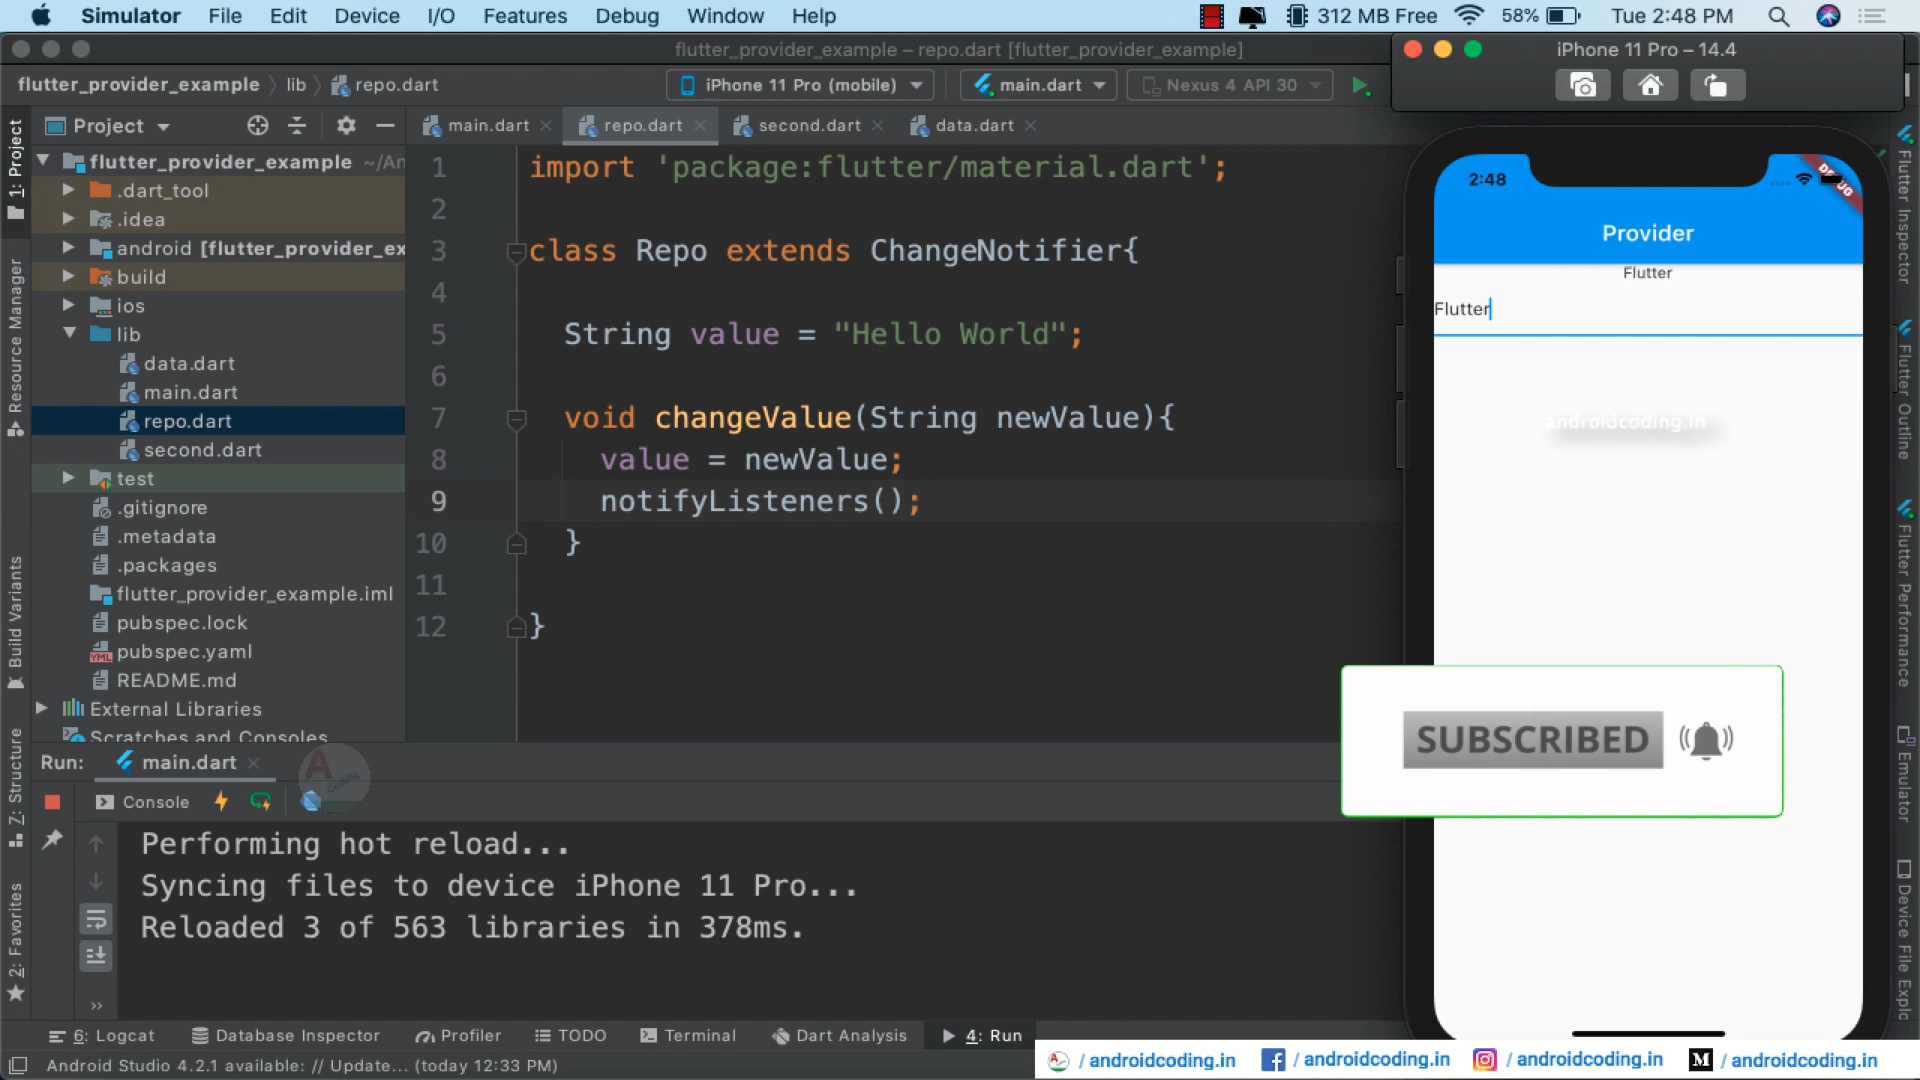 Simulator File Edit Device I/O Features Debug Window Help 312 MB Free 58% Tue 2:48 PM
flutter_provider_example – repo.dart [flutter_provider_example]
iPhone 11 Pro – 14.4
flutter_provider_example lib repo.dart iPhone 11 Pro (mobile) main.dart Nexus 4 API 30
Project main.dart repo.dart second.dart data.dart
flutter_provider_example ~/An
.dart_tool
.idea
android [flutter_provider_ex
build
ios
lib
data.dart
main.dart
repo.dart
second.dart
test
.gitignore
.metadata
.packages
flutter_provider_example.iml
pubspec.lock
pubspec.yaml
README.md
External Libraries
Scratches and Consoles
1 import 'package:flutter/material.dart';
2
3 class Repo extends ChangeNotifier{
4
5 String value = "Hello World";
6
7 void changeValue(String newValue){
8 value = newValue;
9 notifyListeners();
10 }
11
12 }
2:48
DEBUG
Provider
Flutter
Flutter
androidcoding.in
SUBSCRIBED
Run: main.dart
A Coding
Console
Performing hot reload...
Syncing files to device iPhone 11 Pro...
Reloaded 3 of 563 libraries in 378ms.
6: Logcat Database Inspector Profiler TODO Terminal Dart Analysis 4: Run
Android Studio 4.2.1 available: // Update... (today 12:33 PM)
/ androidcoding.in / androidcoding.in / androidcoding.in / androidcoding.in
1: Project
Resource Manager
Build Variants
7: Structure
2: Favorites
Flutter Inspector
Flutter Outline
Flutter Performance
Emulator
Device File Explo